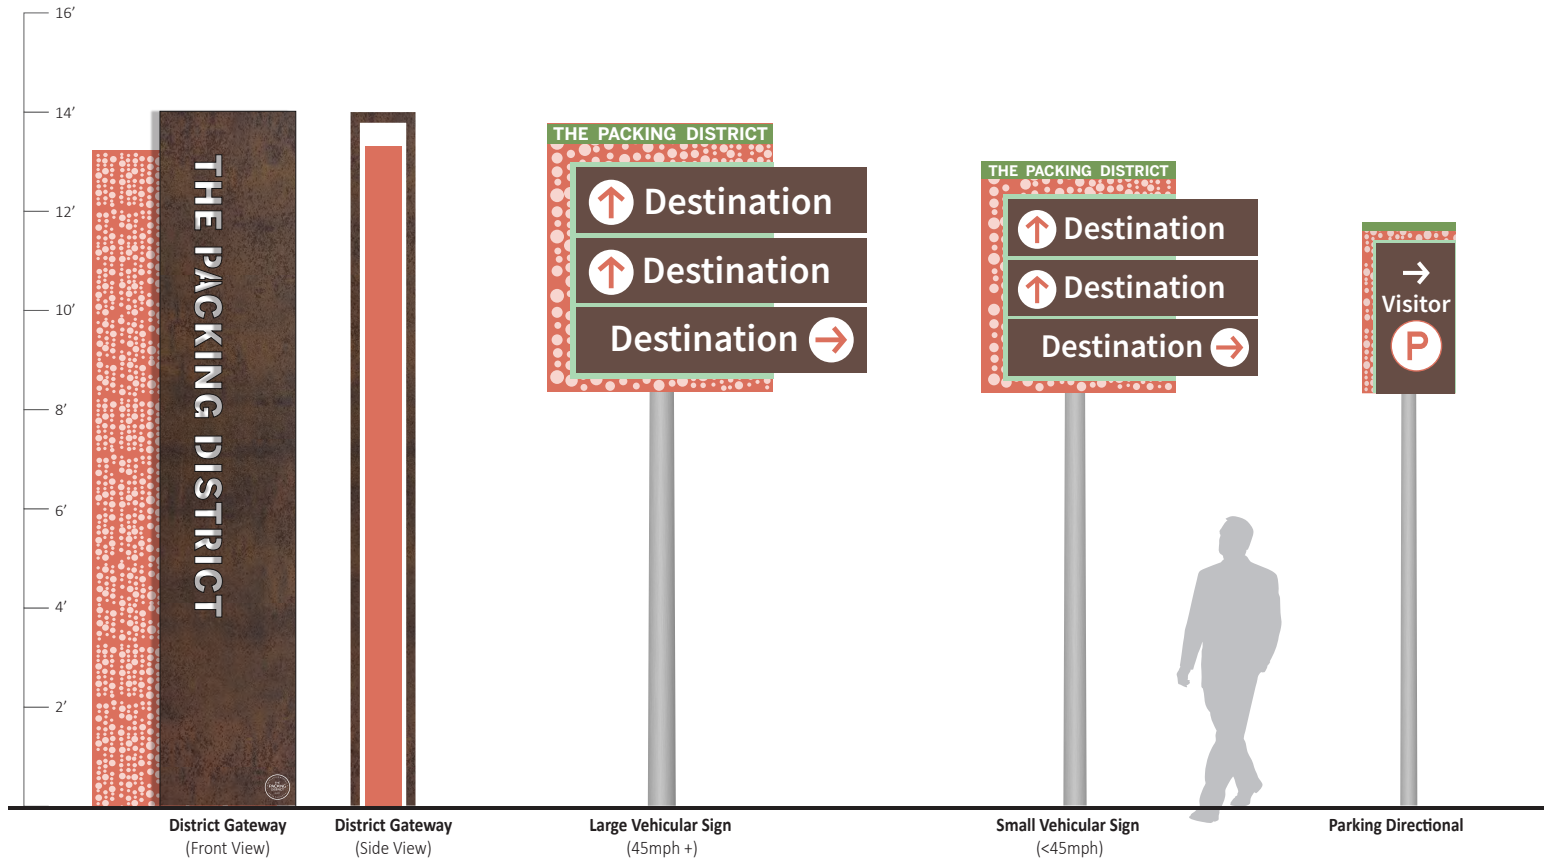 16’
14’
12’
10’
8’
6’
4’
2’
THE PACKING DISTRICT
THE PACKING DISTRICT
Destination
Destination
Destination
THE PACKING DISTRICT
Destination
Destination
Destination
Visitor
P
District Gateway
(Front View)
District Gateway
(Side View)
Large Vehicular Sign
(45mph +)
Small Vehicular Sign
(<45mph)
Parking Directional